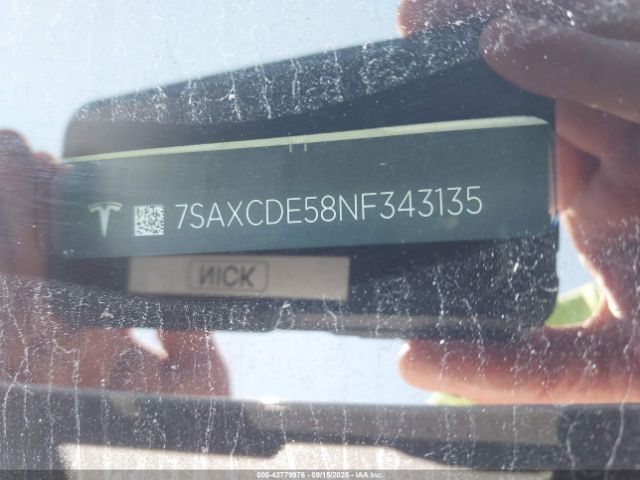 7SAXCDE58NF343135
NICK
000-42779976 - 09/15/2025 - IAA Inc.